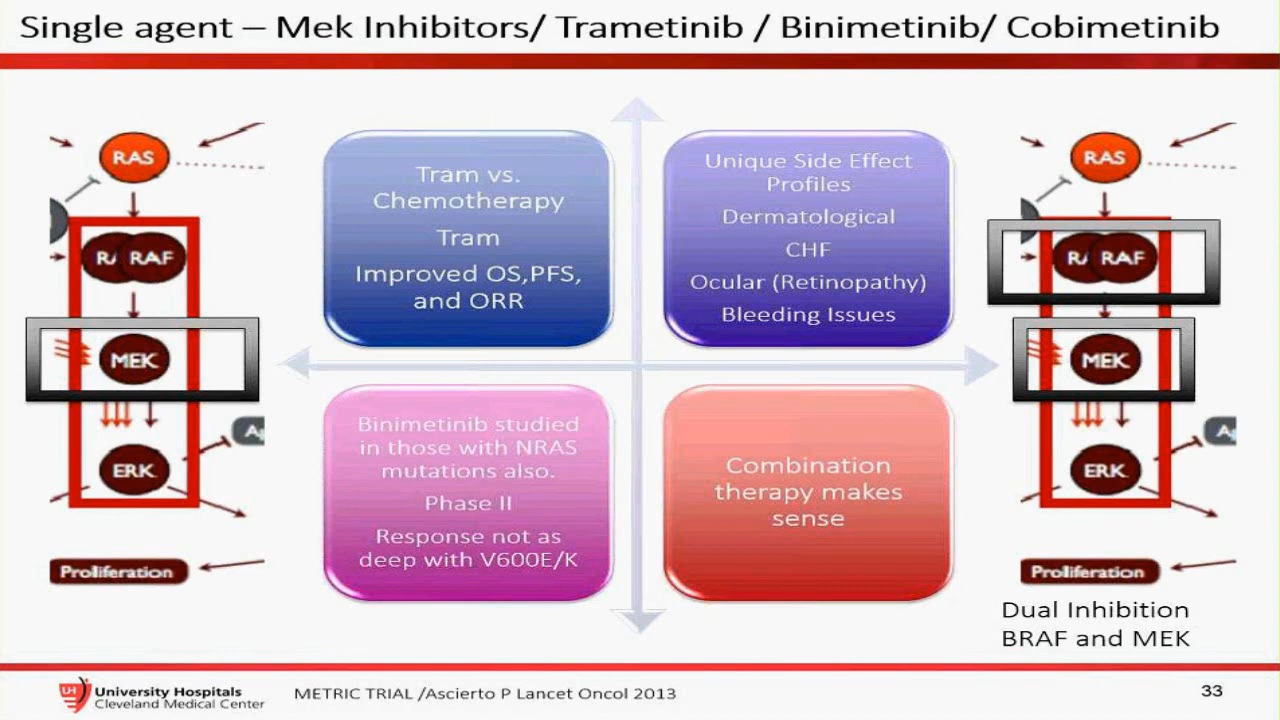 Single agent – Mek Inhibitors/ Trametinib / Binimetinib/ Cobimetinib
RAS
RAF
MEK
ERK
Proliferation
Tram vs.
Chemotherapy
Tram
Improved OS,PFS,
and ORR
Unique Side Effect
Profiles
Dermatological
CHF
Ocular (Retinopathy)
Bleeding Issues
Binimetinib studied
in those with NRAS
mutations also.
Phase II
Response not as
deep with V600E/K
Combination
therapy makes
sense
RAS
RAF
MEK
ERK
Proliferation
Dual Inhibition
BRAF and MEK
UH
University Hospitals
Cleveland Medical Center
METRIC TRIAL /Ascierto P Lancet Oncol 2013
33